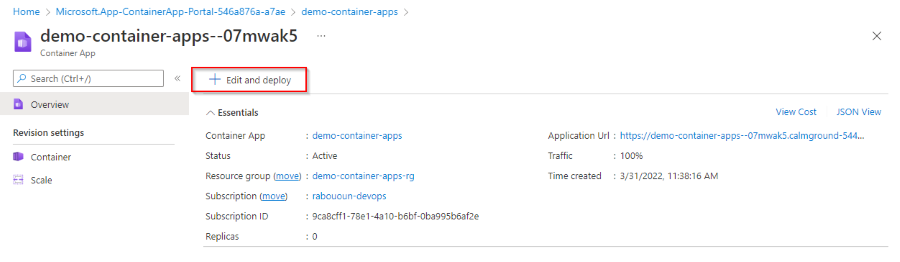 Home > Microsoft.App-ContainerApp-Portal-546a876a-a7ae > demo-container-apps >
demo-container-apps--07mwak5 ...
Container App
Search (Ctrl+/) «
+ Edit and deploy
Overview
Revision settings
Container
Scale
Essentials
View Cost JSON View
Container App : demo-container-apps
Status : Active
Resource group (move) : demo-container-apps-rg
Subscription (move) : rabououn-devops
Subscription ID : 9ca8cff1-78e1-4a10-b6bf-0ba995b6af2e
Replicas : 0
Application Url : https://demo-container-apps--07mwak5.calmground-544...
Traffic : 100%
Time created : 3/31/2022, 11:38:16 AM